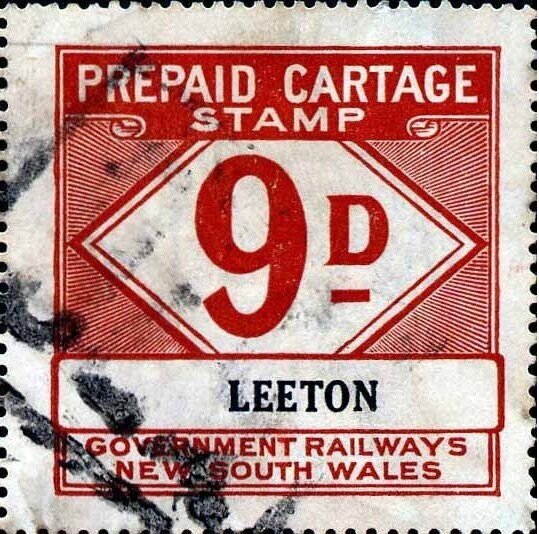 PREPAID CARTAGE
STAMP
9D
LEETON
GOVERNMENT RAILWAYS
NEW SOUTH WALES